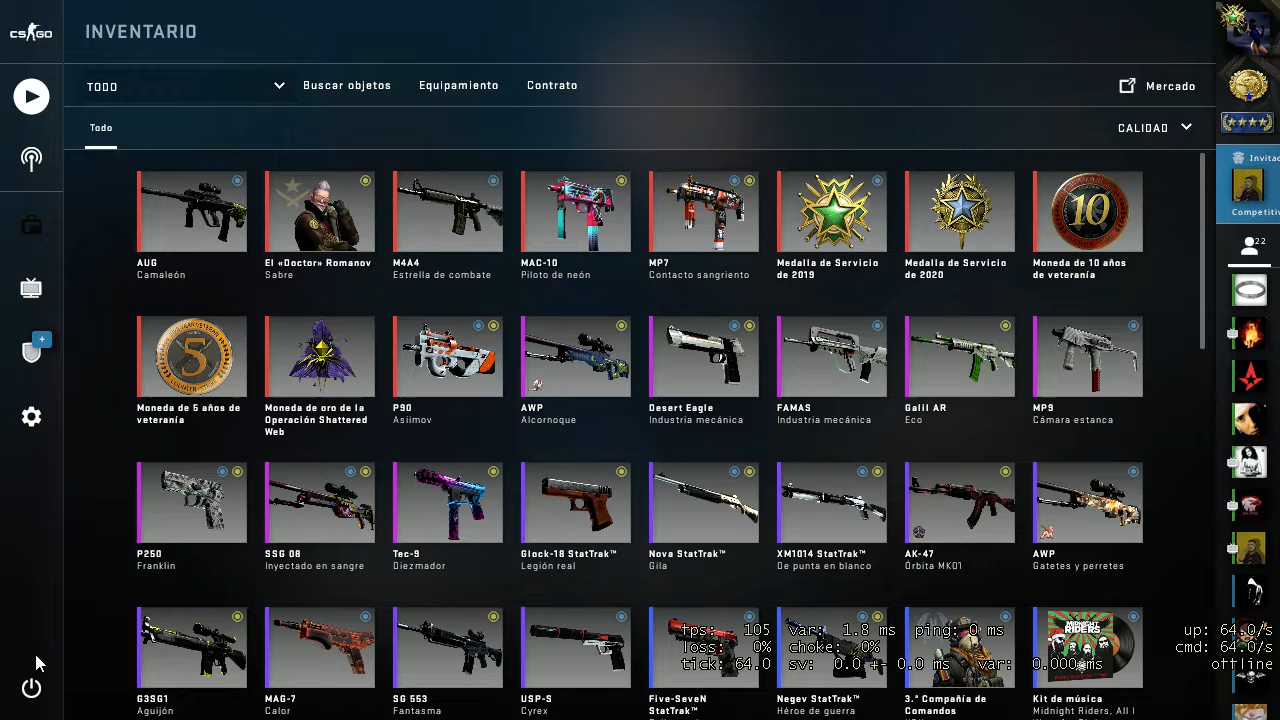 CS GO
INVENTARIO
TODO
Buscar objetos
Equipamiento
Contrato
Mercado
Todo
CALIDAD
Invitac
Competitiv
22
+
AUG
Camaleón
El «Doctor» Romanov
Sabre
M4A4
Estrella de combate
MAC-10
Piloto de neón
MP7
Contacto sangriento
Medalla de Servicio
de 2019
Medalla de Servicio
de 2020
10
Moneda de 10 años
de veteranía
5
Moneda de 5 años de
veteranía
Moneda de oro de la
Operación Shattered
Web
P90
Asiimov
AWP
Alcornoque
Desert Eagle
Industria mecánica
FAMAS
Industria mecánica
Galil AR
Eco
MP9
Cámara estanca
P250
Franklin
SSG 08
Inyectado en sangre
Tec-9
Diezmador
Glock-18 StatTrak™
Legión real
Nova StatTrak™
Gila
XM1014 StatTrak™
De punta en blanco
AK-47
Órbita MK01
AWP
Gatetes y perretes
G3SG1
Aguijón
MAG-7
Calor
SG 553
Fantasma
USP-S
Cyrex
Five-SeveN
StatTrak™
Negev StatTrak™
Héroe de guerra
3.ª Compañía de
Comandos
MIDNIGHT
RIDERS
Kit de música
Midnight Riders, All I
fps: 105 var: 1.8 ms ping: 0 ms
loss: 0% choke: 0%
tick: 64.0 sv: 0.0 +- 0.0 ms var: 0.000 ms
up: 64.0/s
cmd: 64.0/s
offline